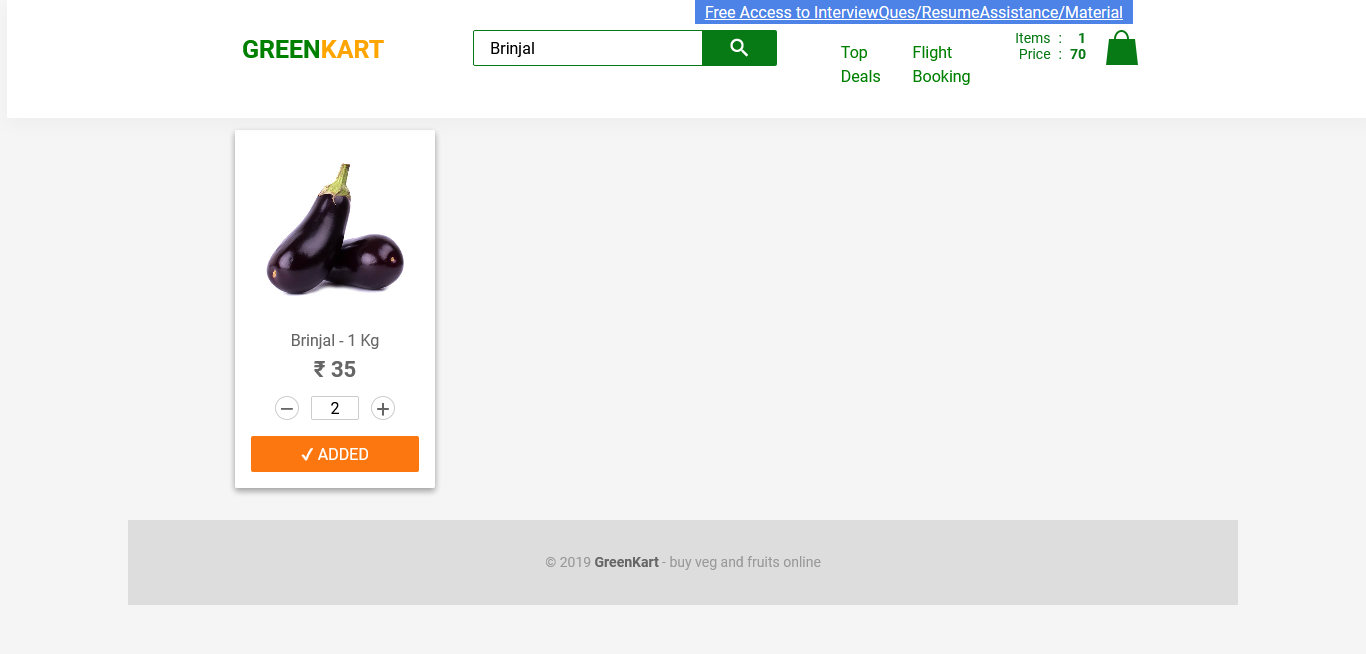 Free Access to InterviewQues/ResumeAssistance/Material
GREENKART
Brinjal
Top
Deals
Flight
Booking
Items : 1
Price : 70
Brinjal - 1 Kg
₹ 35
2
✓ ADDED
© 2019 GreenKart - buy veg and fruits online